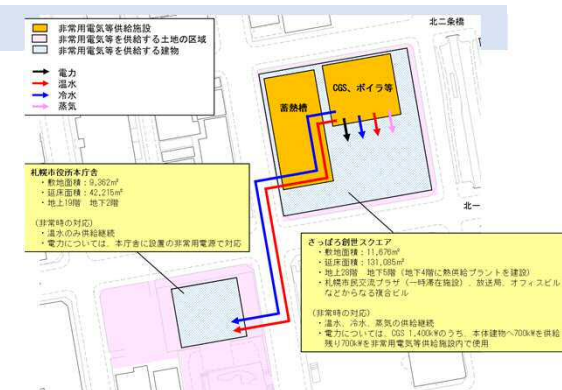 非常用電気等供給施設
非常用電気等を供給する土地の区域
非常用電気等を供給する建物
電力
温水
冷水
蒸気
北二条橋
CGS、ボイラ等
蓄熱槽
札幌市役所本庁舎
・敷地面積：9,352㎡
・延床面積：42,215㎡
・地上19階 地下2階
（非常時の対応）
・温水のみ供給継続
・電力については、本庁舎に設置の非常用電源で対応
北一
さっぽろ創世スクエア
・敷地面積：11,676㎡
・延床面積：131,085㎡
・地上28階 地下5階（地下4階に熱供給プラントを建設）
・札幌市民交流プラザ（一時滞在施設）、放送局、オフィスビル
などからなる複合ビル
（非常時の対応）
・温水、冷水、蒸気の供給継続
・電力については、CGS 1,400kWのうち、本体建物へ700kWを供給
残り700kWを非常用電気等供給施設内で使用